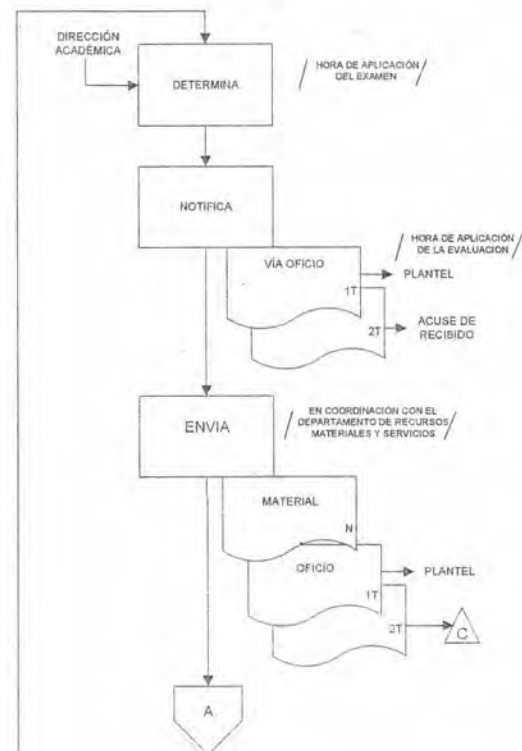 DIRECCIÓN
ACADÉMICA
DETERMINA
/ HORA DE APLICACIÓN /
DEL EXAMEN
NOTIFICA
/ HORA DE APLICACIÓN /
DE LA EVALUACIÓN
VÍA OFICIO
PLANTEL
1T
2T
ACUSE DE
RECIBIDO
ENVIA
/ EN COORDINACIÓN CON EL
DEPARTAMENTO DE RECURSOS
MATERIALES Y SERVICIOS /
MATERIAL
N
OFICIO
PLANTEL
1T
2T
C
A